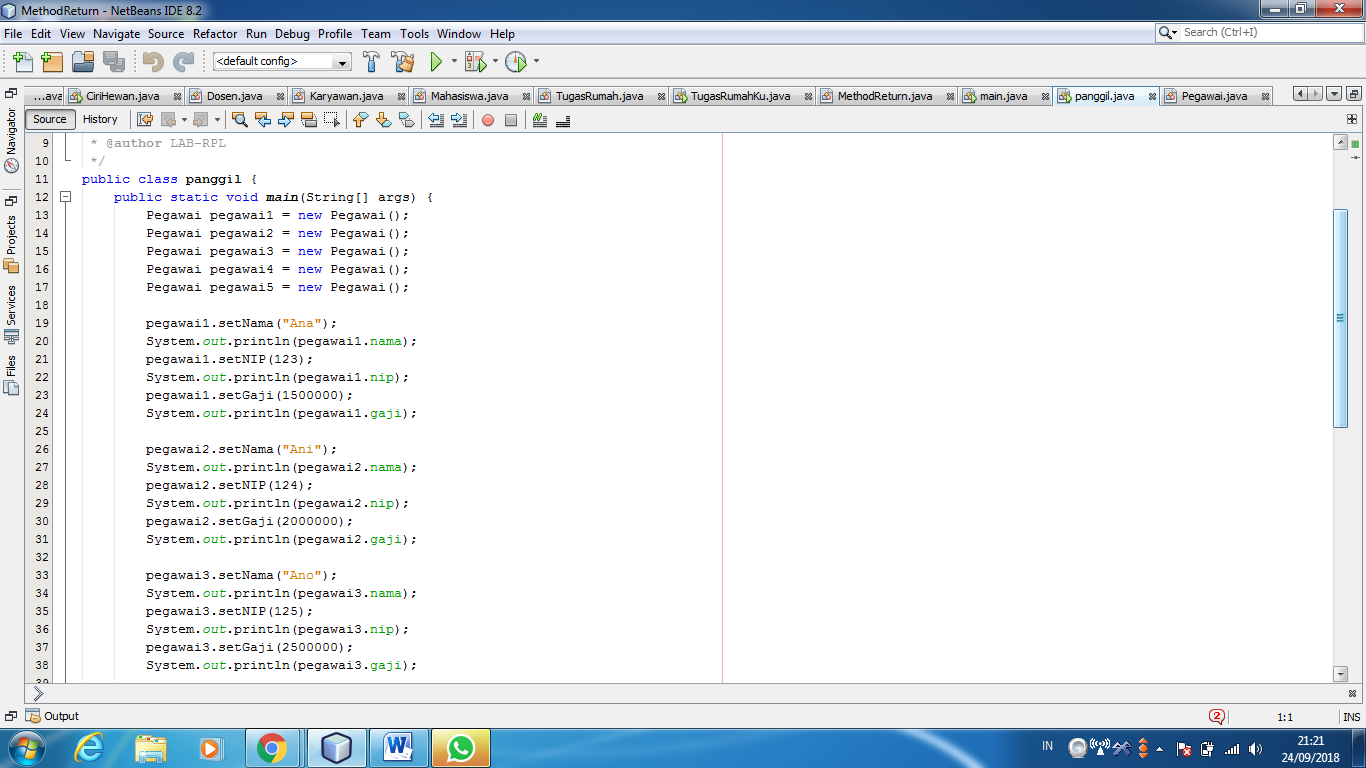 MethodReturn - NetBeans IDE 8.2
File Edit View Navigate Source Refactor Run Debug Profile Team Tools Window Help
Search (Ctrl+I)
<default config>
...ava CiriHewan.java Dosen.java Karyawan.java Mahasiswa.java TugasRumah.java TugasRumahKu.java MethodReturn.java main.java panggil.java Pegawai.java
Source History
Navigator
Projects
Services
Files
9 * @author LAB-RPL
10 */
11 public class panggil {
12 public static void main(String[] args) {
13 Pegawai pegawai1 = new Pegawai();
14 Pegawai pegawai2 = new Pegawai();
15 Pegawai pegawai3 = new Pegawai();
16 Pegawai pegawai4 = new Pegawai();
17 Pegawai pegawai5 = new Pegawai();
18
19 pegawai1.setNama("Ana");
20 System.out.println(pegawai1.nama);
21 pegawai1.setNIP(123);
22 System.out.println(pegawai1.nip);
23 pegawai1.setGaji(1500000);
24 System.out.println(pegawai1.gaji);
25
26 pegawai2.setNama("Ani");
27 System.out.println(pegawai2.nama);
28 pegawai2.setNIP(124);
29 System.out.println(pegawai2.nip);
30 pegawai2.setGaji(2000000);
31 System.out.println(pegawai2.gaji);
32
33 pegawai3.setNama("Ano");
34 System.out.println(pegawai3.nama);
35 pegawai3.setNIP(125);
36 System.out.println(pegawai3.nip);
37 pegawai3.setGaji(2500000);
38 System.out.println(pegawai3.gaji);
39
Output
2 1:1 INS
IN 21:21
24/09/2018